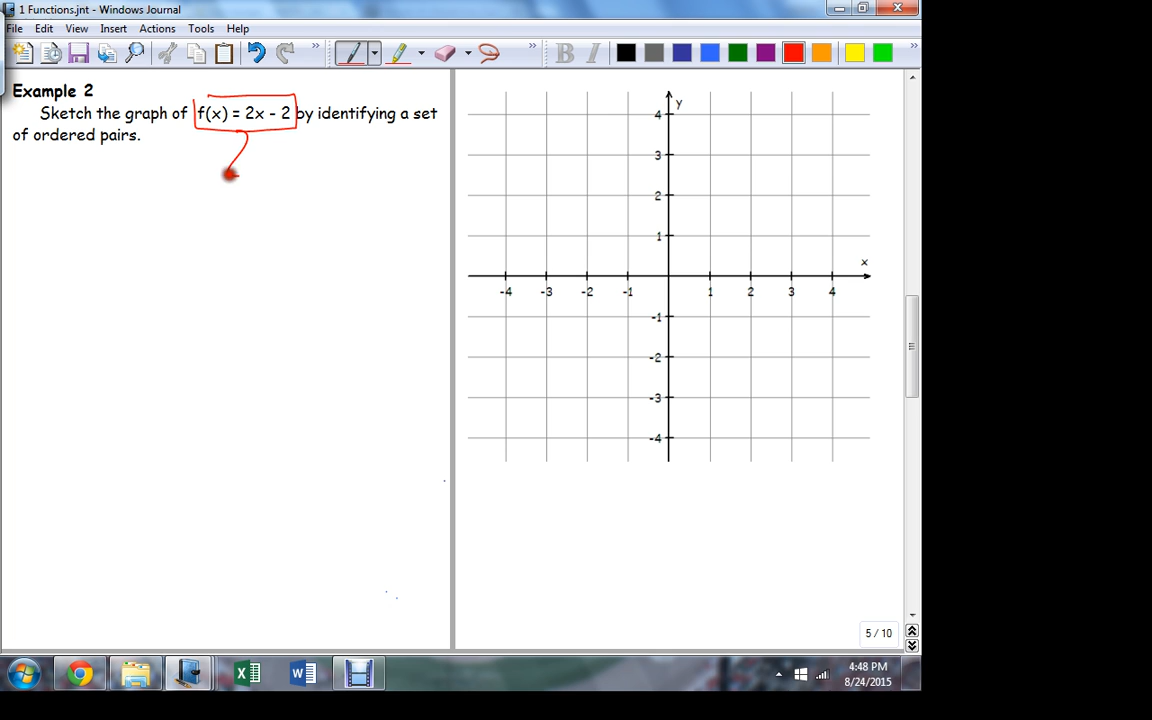 1 Functions.jnt - Windows Journal
File Edit View Insert Actions Tools Help
» » B I »
Example 2
Sketch the graph of f(x) = 2x - 2 by identifying a set
of ordered pairs.
y
4
3
2
1
x
-4 -3 -2 -1 1 2 3 4
-1
-2
-3
-4
5 / 10
4:48 PM
8/24/2015